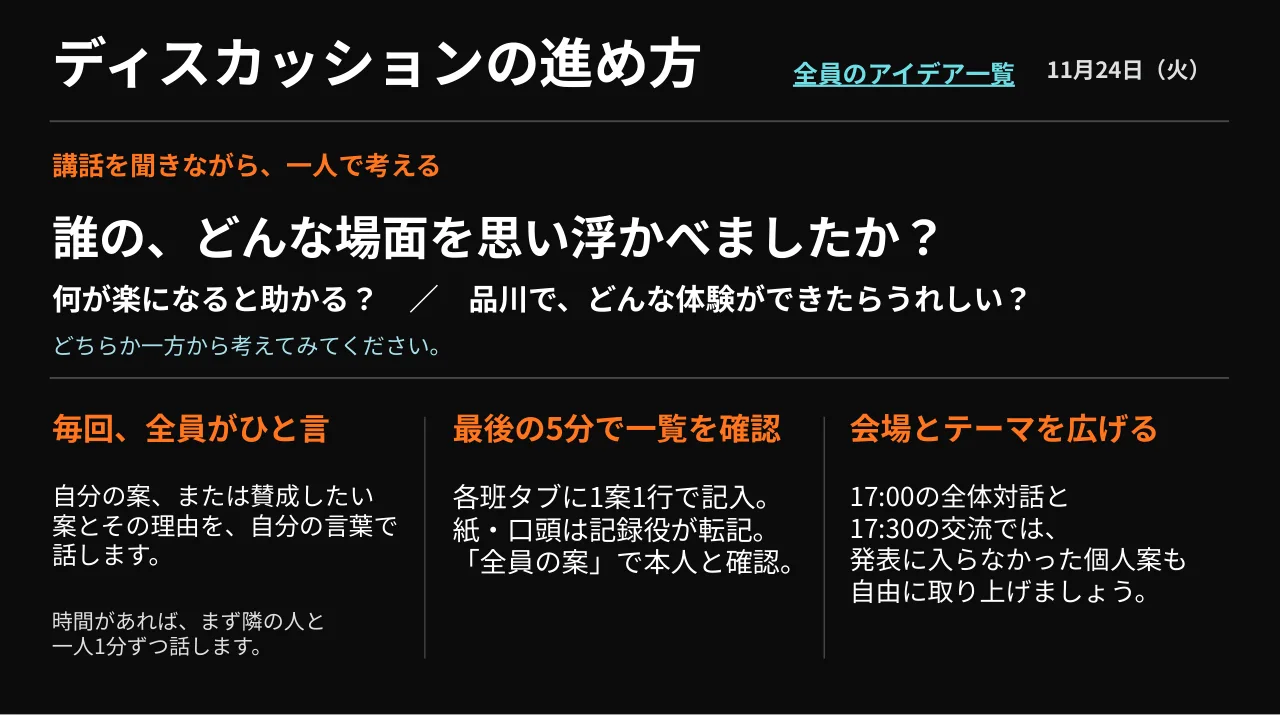 ディスカッションの進め方
全員のアイデア一覧
11月24日（火）
講話を聞きながら、一人で考える
誰の、どんな場面を思い浮かべましたか？
何が楽になると助かる？　／　品川で、どんな体験ができたらうれしい？
どちらか一方から考えてみてください。
毎回、全員がひと言
自分の案、または賛成したい
案とその理由を、自分の言葉で
話します。
時間があれば、まず隣の人と
一人1分ずつ話します。
最後の5分で一覧を確認
各班タブに1案1行で記入。
紙・口頭は記録役が転記。
「全員の案」で本人と確認。
会場とテーマを広げる
17:00の全体対話と
17:30の交流では、
発表に入らなかった個人案も
自由に取り上げましょう。